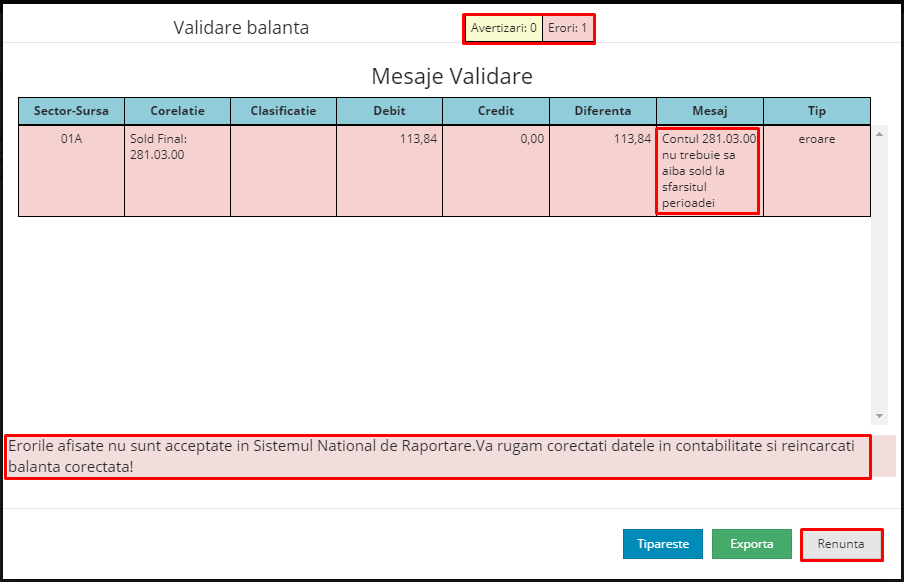 Validare balanta
Avertizari: 0 Erori: 1
Mesaje Validare
Sector-Sursa Corelatie Clasificatie Debit Credit Diferenta Mesaj Tip
01A Sold Final: 113,84 0,00 113,84 Contul 281.03.00 eroare
281.03.00 nu trebuie sa
aiba sold la
sfarsitul
perioadei
Erorile afisate nu sunt acceptate in Sistemul National de Raportare.Va rugam corectati datele in contabilitate si reincarcati
balanta corectata!
Tipareste Exporta Renunta